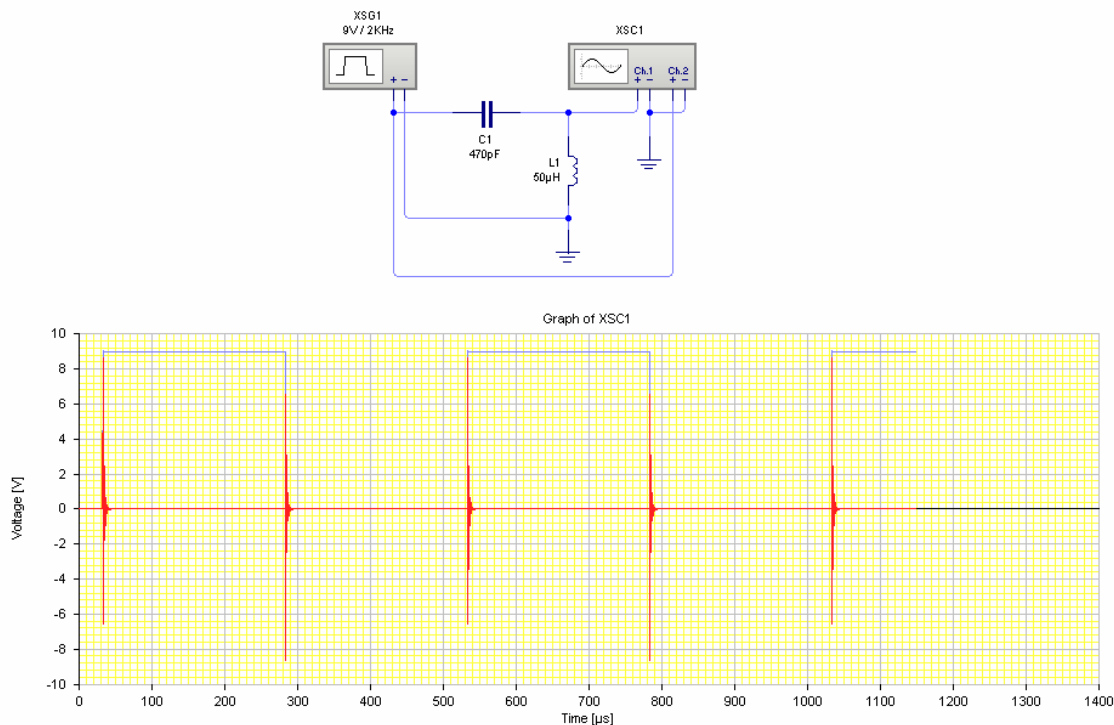 XSG1
9V / 2KHz
XSC1
Ch.1 Ch.2
+ − + − + −
C1
470pF
L1
50µH
Graph of XSC1
10
8
6
4
2
0
-2
-4
-6
-8
-10
Voltage [V]
0 100 200 300 400 500 600 700 800 900 1000 1100 1200 1300 1400
Time [µs]